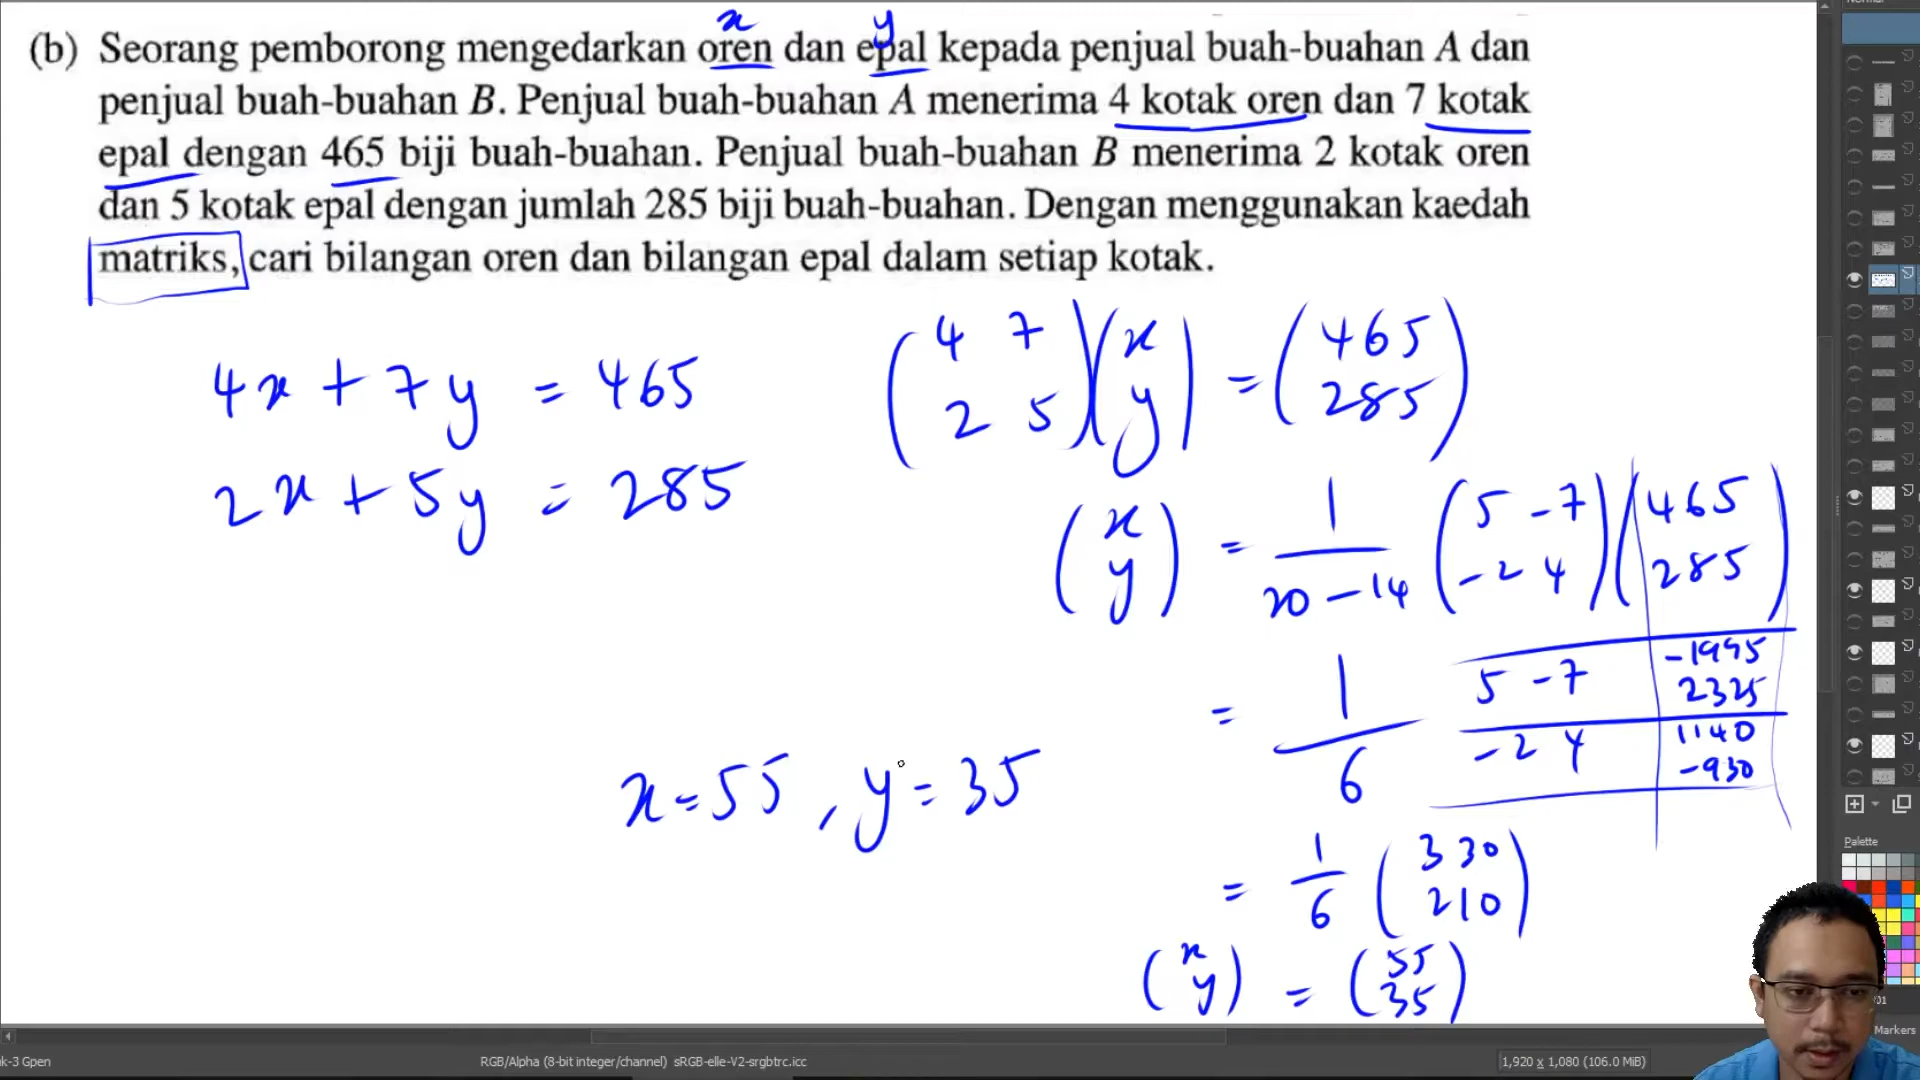 x y
(b) Seorang pemborong mengedarkan oren dan epal kepada penjual buah-buahan A dan
penjual buah-buahan B. Penjual buah-buahan A menerima 4 kotak oren dan 7 kotak
epal dengan 465 biji buah-buahan. Penjual buah-buahan B menerima 2 kotak oren
dan 5 kotak epal dengan jumlah 285 biji buah-buahan. Dengan menggunakan kaedah
matriks, cari bilangan oren dan bilangan epal dalam setiap kotak.
4x + 7y = 465
2x + 5y = 285
x = 55 , y = 35
( 4 7 ) ( x ) = ( 465 )
( 2 5 ) ( y ) ( 285 )
( x ) = 1 ( 5 -7 ) ( 465 )
( y ) 20 - 14 ( -2 4 ) ( 285 )
= 1 5 -7 -1995
6 2325
-2 4 1140
-930
= 1 ( 330 )
6 ( 210 )
( x ) = ( 55 )
( y ) ( 35 )
Palette
Markers
k-3 Gpen
RGB/Alpha (8-bit integer/channel) sRGB-elle-V2-srgbtrc.icc
1,920 x 1,080 (106.0 MiB)